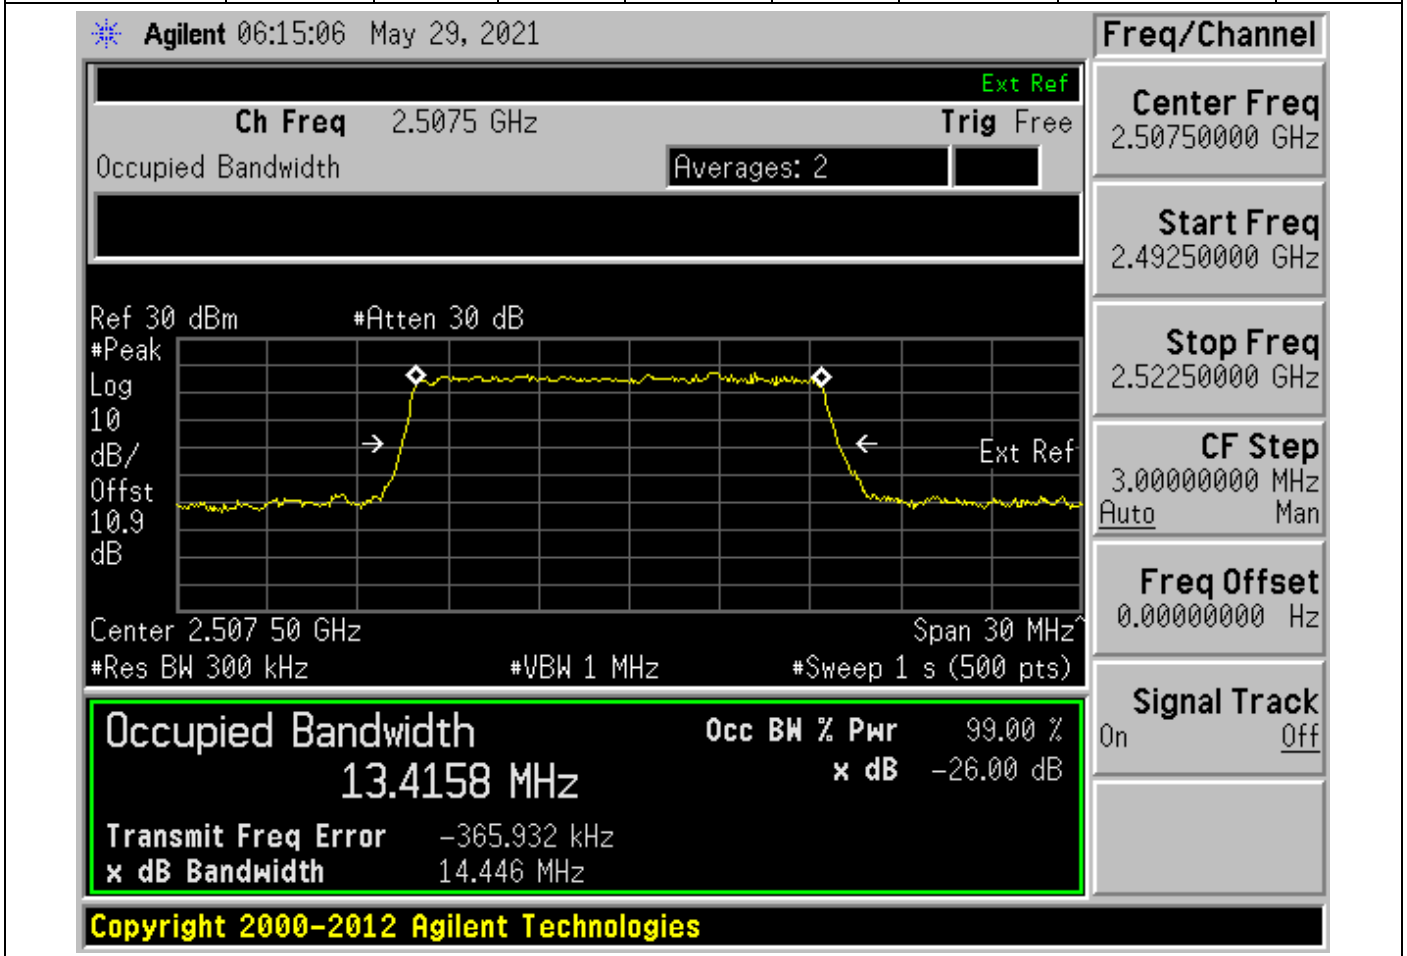 Agilent 06:15:06 May 29, 2021
Freq/Channel
Ext Ref
Ch Freq 2.5075 GHz Trig Free
Occupied Bandwidth Averages: 2
Center Freq
2.50750000 GHz
Start Freq
2.49250000 GHz
Stop Freq
2.52250000 GHz
CF Step
3.00000000 MHz
Auto Man
Freq Offset
0.00000000 Hz
Signal Track
On Off
Ref 30 dBm #Atten 30 dB
#Peak
Log
10
dB/
Offst
10.9
dB
Ext Ref
Center 2.507 50 GHz Span 30 MHz^
#Res BW 300 kHz #VBW 1 MHz #Sweep 1 s (500 pts)
Occupied Bandwidth Occ BW % Pwr 99.00 %
13.4158 MHz x dB -26.00 dB
Transmit Freq Error -365.932 kHz
x dB Bandwidth 14.446 MHz
Copyright 2000-2012 Agilent Technologies